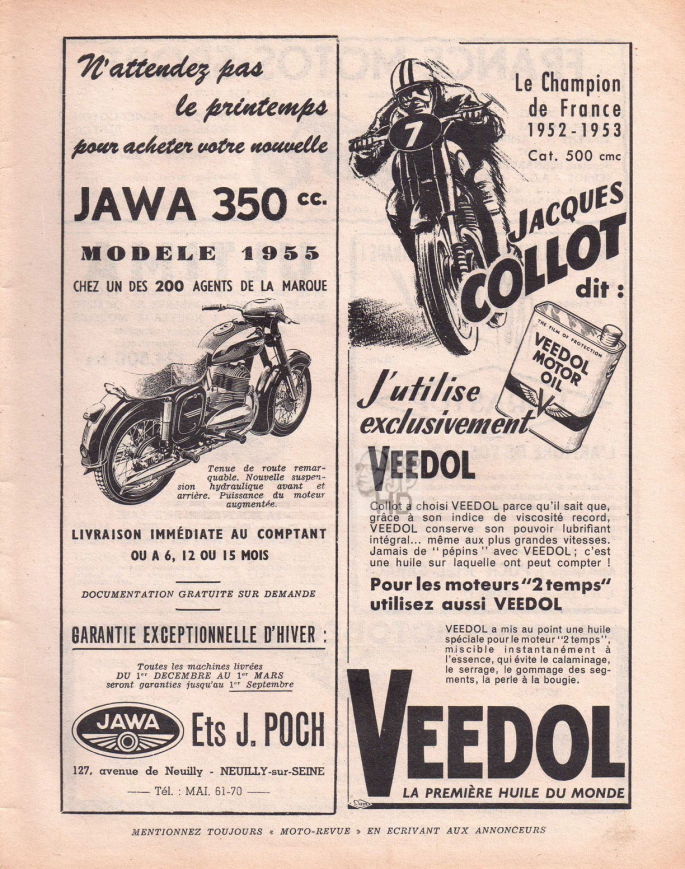 N'attendez pas
le printemps
pour acheter votre nouvelle
JAWA 350 cc.
MODELE 1955
CHEZ UN DES 200 AGENTS DE LA MARQUE
Tenue de route remar-
quable. Nouvelle suspen-
sion hydraulique avant et
arrière. Puissance du moteur
augmentée.
LIVRAISON IMMÉDIATE AU COMPTANT
OU A 6, 12 OU 15 MOIS
DOCUMENTATION GRATUITE SUR DEMANDE
GARANTIE EXCEPTIONNELLE D'HIVER :
Toutes les machines livrées
DU 1er DECEMBRE AU 1er MARS
seront garanties jusqu'au 1er Septembre
JAWA
Ets J. POCH
127, avenue de Neuilly - NEUILLY-sur-SEINE
Tél. : MAI. 61-70
7
Le Champion
de France
1952-1953
Cat. 500 cmc
JACQUES
COLLOT
dit :
THE FILM OF PROTECTION
VEEDOL
MOTOR
OIL
J'utilise
exclusivement
VEEDOL
Collot a choisi VEEDOL parce qu'il sait que,
grâce à son indice de viscosité record,
VEEDOL conserve son pouvoir lubrifiant
intégral... même aux plus grandes vitesses.
Jamais de "pépins" avec VEEDOL ; c'est
une huile sur laquelle on peut compter !
Pour les moteurs "2 temps"
utilisez aussi VEEDOL
VEEDOL a mis au point une huile
spéciale pour le moteur "2 temps",
miscible instantanément à
l'essence, qui évite le calaminage,
le serrage, le gommage des seg-
ments, la perle à la bougie.
VEEDOL
LA PREMIÈRE HUILE DU MONDE
MENTIONNEZ TOUJOURS « MOTO-REVUE » EN ECRIVANT AUX ANNONCEURS